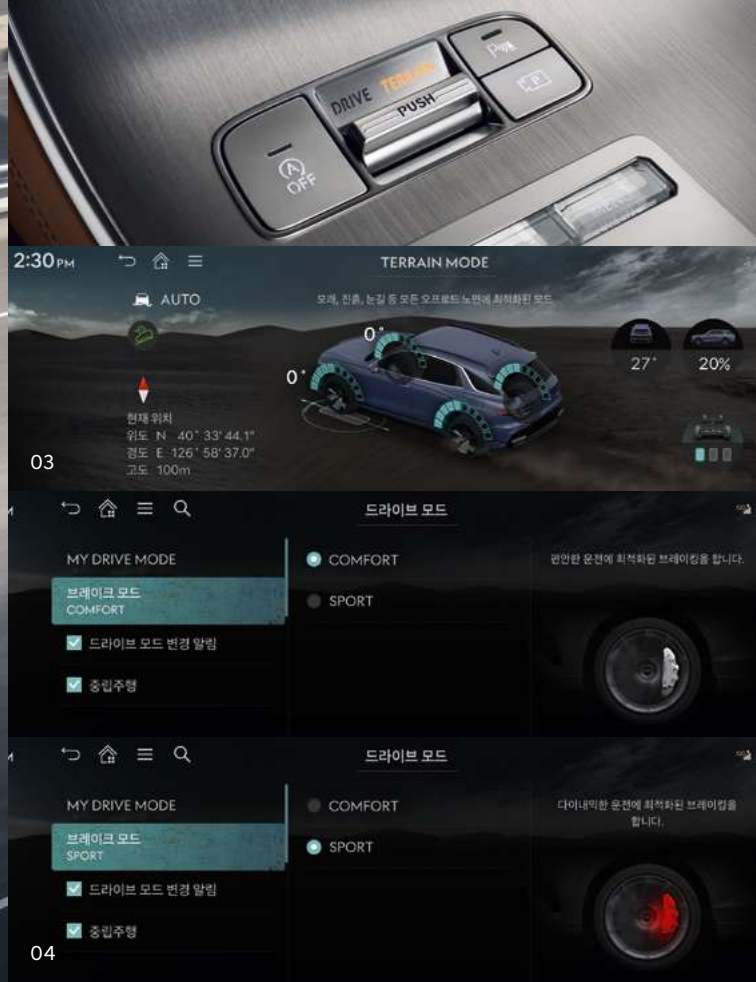 DRIVE TERRAIN
PUSH
OFF
2:30 PM
TERRAIN MODE
AUTO
모래, 진흙, 눈길 등 모든 오프로드 노면에 최적화된 모드
0°
0°
27°
20%
현재 위치
위도 N 40° 33' 44.1"
경도 E 126° 58' 37.0"
고도 100m
03
드라이브 모드
MY DRIVE MODE
브레이크 모드
COMFORT
드라이브 모드 변경 알림
중립주행
COMFORT
SPORT
편안한 운전에 최적화된 브레이킹을 합니다.
드라이브 모드
MY DRIVE MODE
브레이크 모드
SPORT
드라이브 모드 변경 알림
중립주행
COMFORT
SPORT
다이내믹한 운전에 최적화된 브레이킹을
합니다.
04